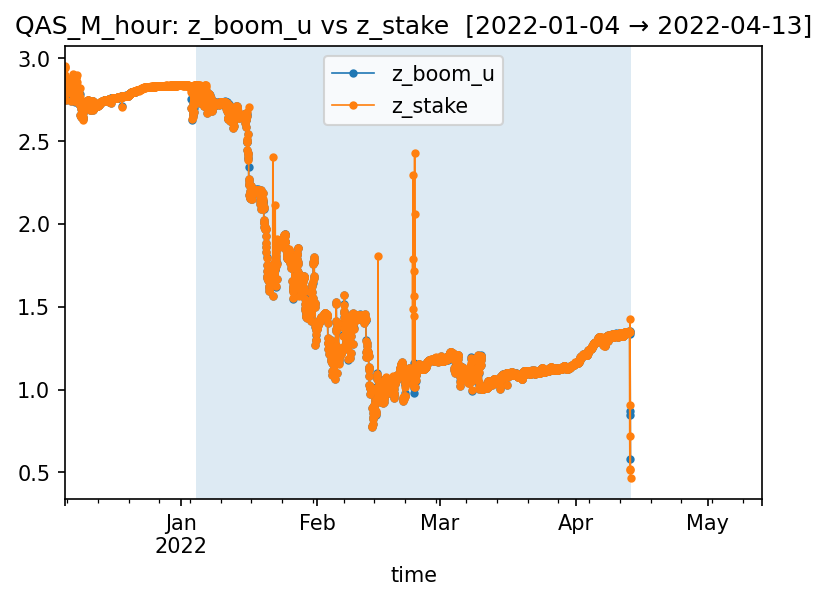 QAS_M_hour: z_boom_u vs z_stake [2022-01-04 → 2022-04-13]
z_boom_u
z_stake
3.0
2.5
2.0
1.5
1.0
0.5
Jan Feb Mar Apr May
2022
time